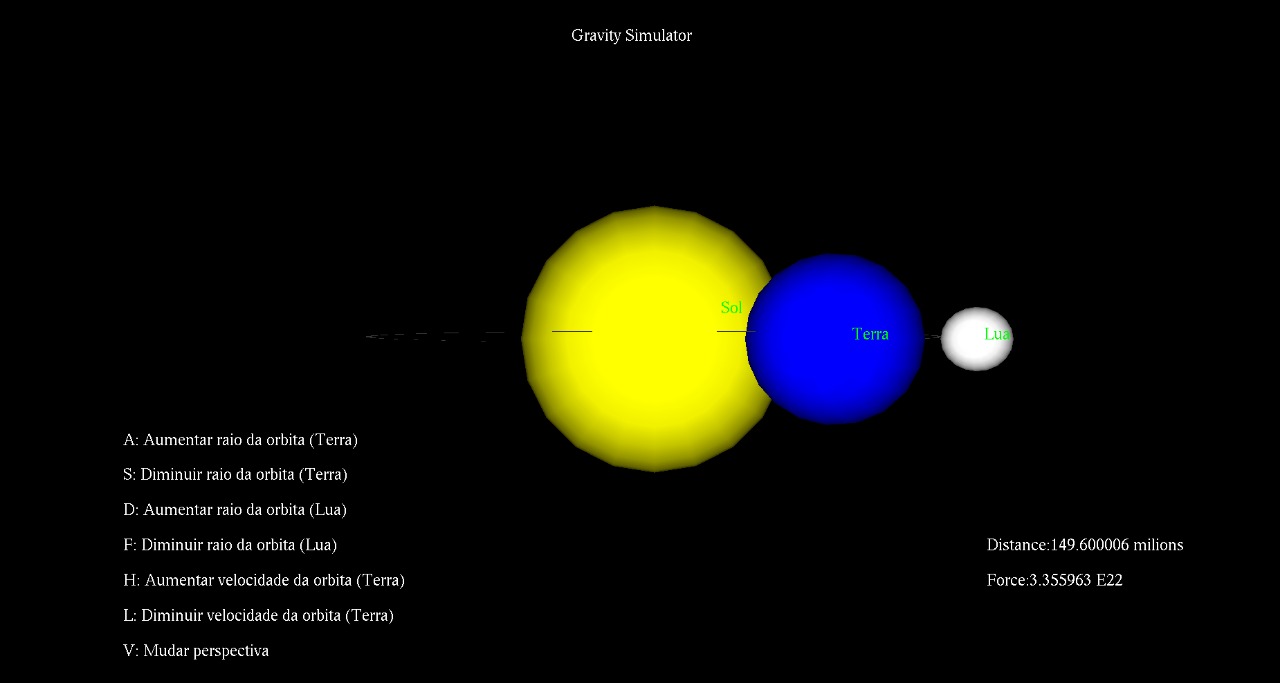 Gravity Simulator
Sol
Terra
Lua
A: Aumentar raio da orbita (Terra)
S: Diminuir raio da orbita (Terra)
D: Aumentar raio da orbita (Lua)
F: Diminuir raio da orbita (Lua)
H: Aumentar velocidade da orbita (Terra)
L: Diminuir velocidade da orbita (Terra)
V: Mudar perspectiva
Distance:149.600006 milions
Force:3.355963 E22